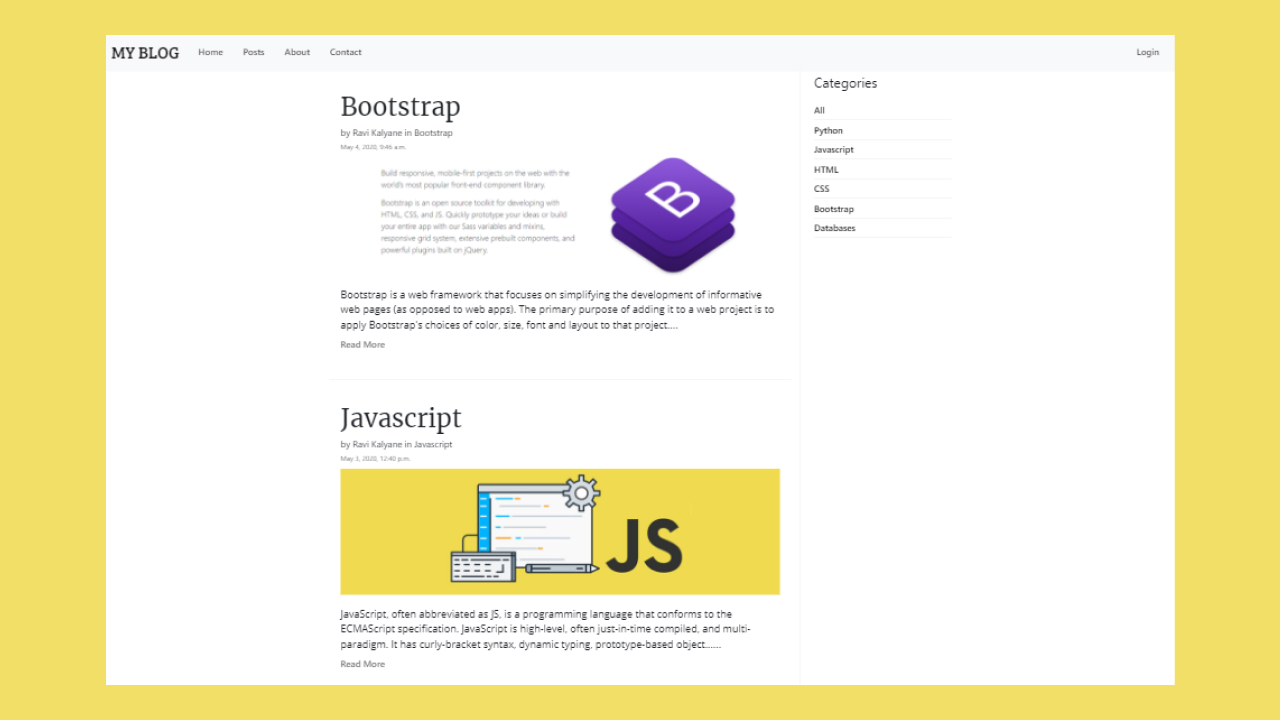 MY BLOG Home Posts About Contact Login
Bootstrap
by Ravi Kalyane in Bootstrap
May 4, 2020, 9:46 a.m.
Build responsive, mobile-first projects on the web with the
world's most popular front-end component library.
Bootstrap is an open source toolkit for developing with
HTML, CSS, and JS. Quickly prototype your ideas or build
your entire app with our Sass variables and mixins,
responsive grid system, extensive prebuilt components, and
powerful plugins built on jQuery.
B
Bootstrap is a web framework that focuses on simplifying the development of informative
web pages (as opposed to web apps). The primary purpose of adding it to a web project is to
apply Bootstrap's choices of color, size, font and layout to that project....
Read More
Javascript
by Ravi Kalyane in Javascript
May 3, 2020, 12:40 p.m.
JS
JavaScript, often abbreviated as JS, is a programming language that conforms to the
ECMAScript specification. JavaScript is high-level, often just-in-time compiled, and multi-
paradigm. It has curly-bracket syntax, dynamic typing, prototype-based object......
Read More
Categories
All
Python
Javascript
HTML
CSS
Bootstrap
Databases